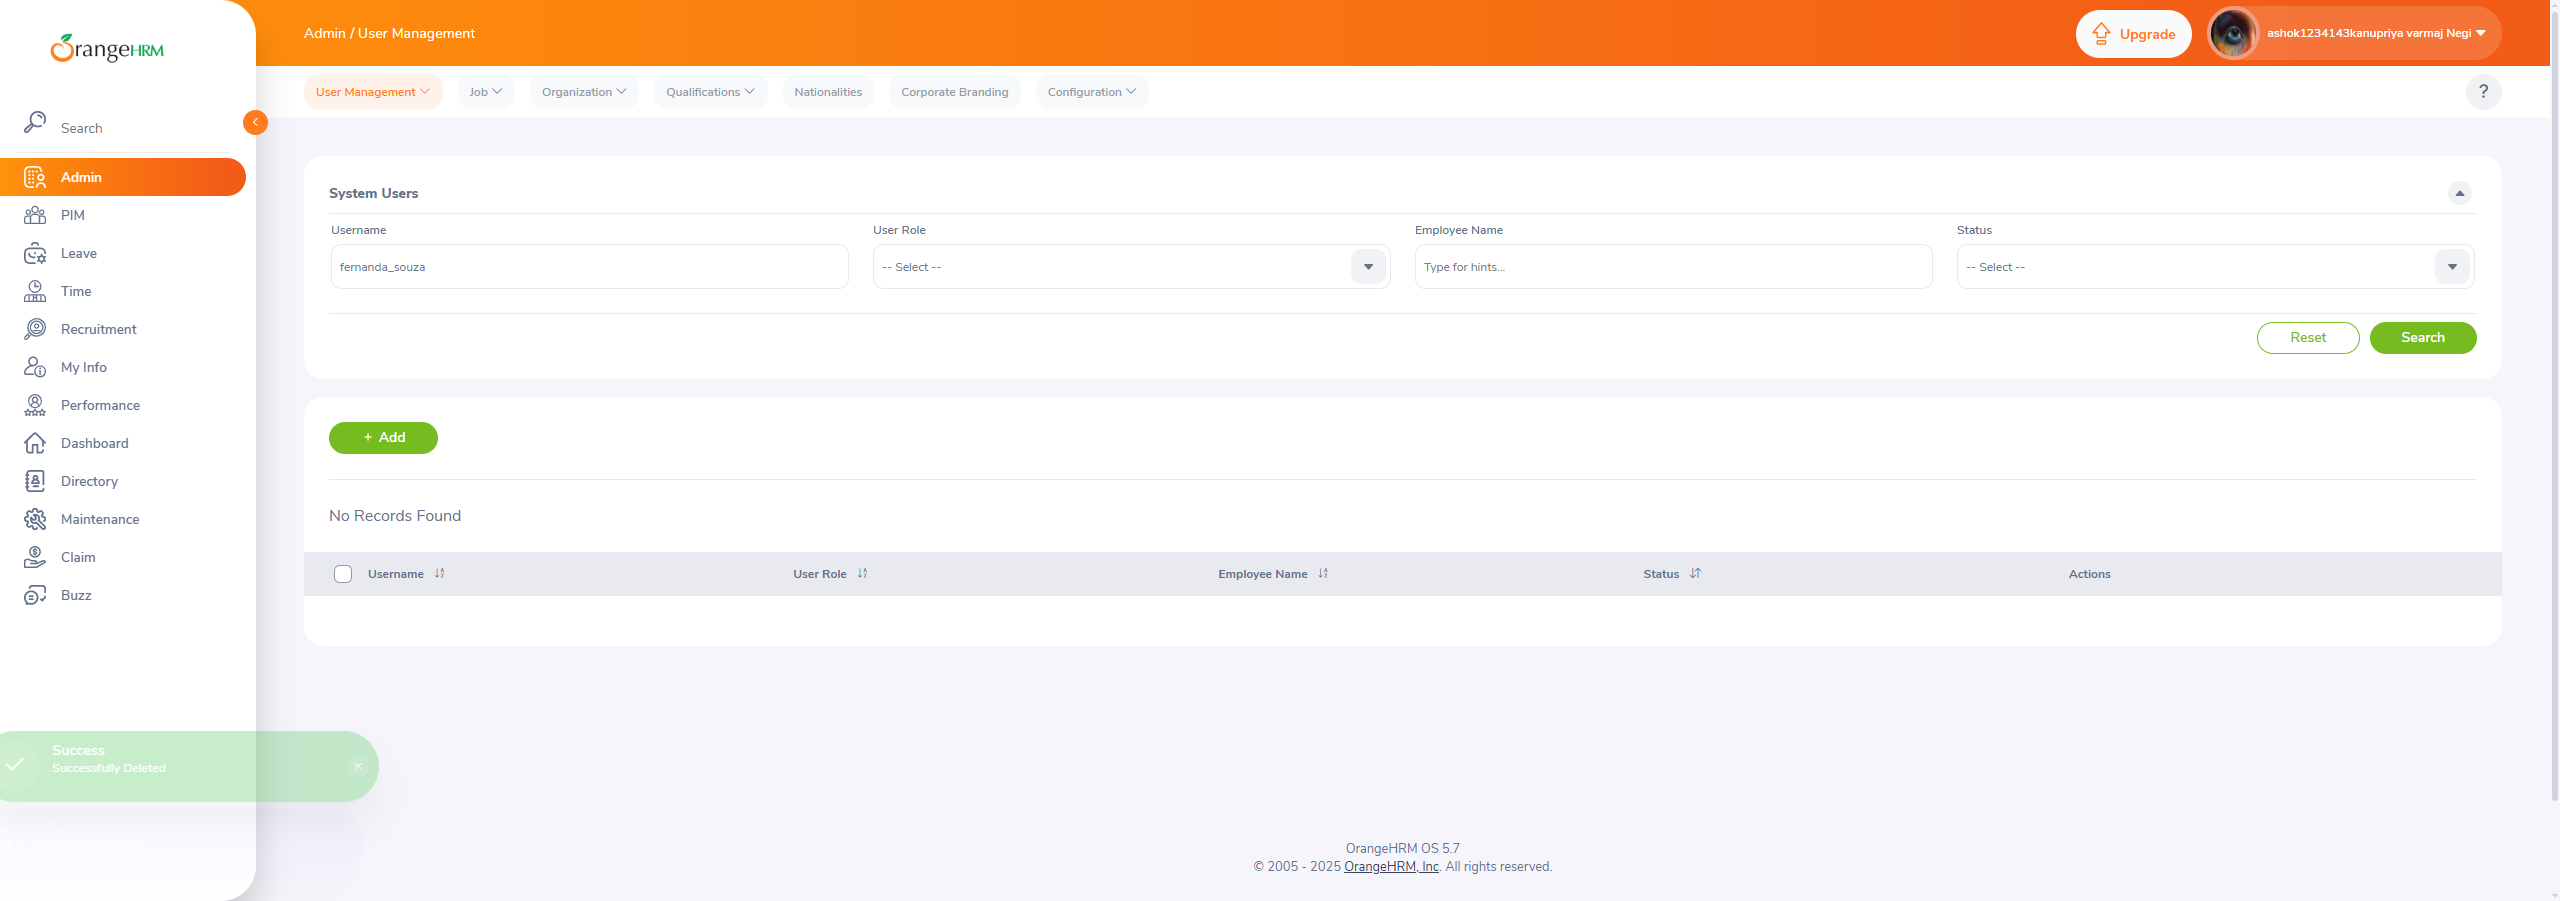 OrangeHRM
Admin / User Management
Upgrade
ashok1234143kanupriya varmaj Negi
User Management
Job
Organization
Qualifications
Nationalities
Corporate Branding
Configuration
?
Search
Admin
PIM
Leave
Time
Recruitment
My Info
Performance
Dashboard
Directory
Maintenance
Claim
Buzz
System Users
Username
User Role
Employee Name
Status
fernanda_souza
-- Select --
Type for hints...
-- Select --
Reset
Search
+ Add
No Records Found
Username
User Role
Employee Name
Status
Actions
Success
Successfully Deleted
OrangeHRM OS 5.7
© 2005 - 2025 OrangeHRM, Inc. All rights reserved.